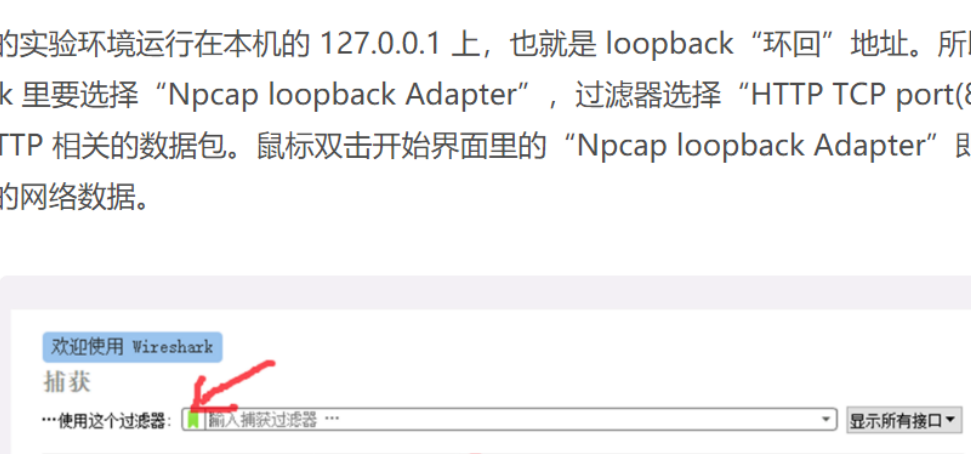 的实验环境运行在本机的 127.0.0.1 上，也就是 loopback“环回”地址。所
k 里要选择“Npcap loopback Adapter”，过滤器选择“HTTP TCP port(8
TTP 相关的数据包。鼠标双击开始界面里的“Npcap loopback Adapter”
的网络数据。
欢迎使用 Wireshark
捕获
…使用这个过滤器: 输入捕获过滤器 … 显示所有接口